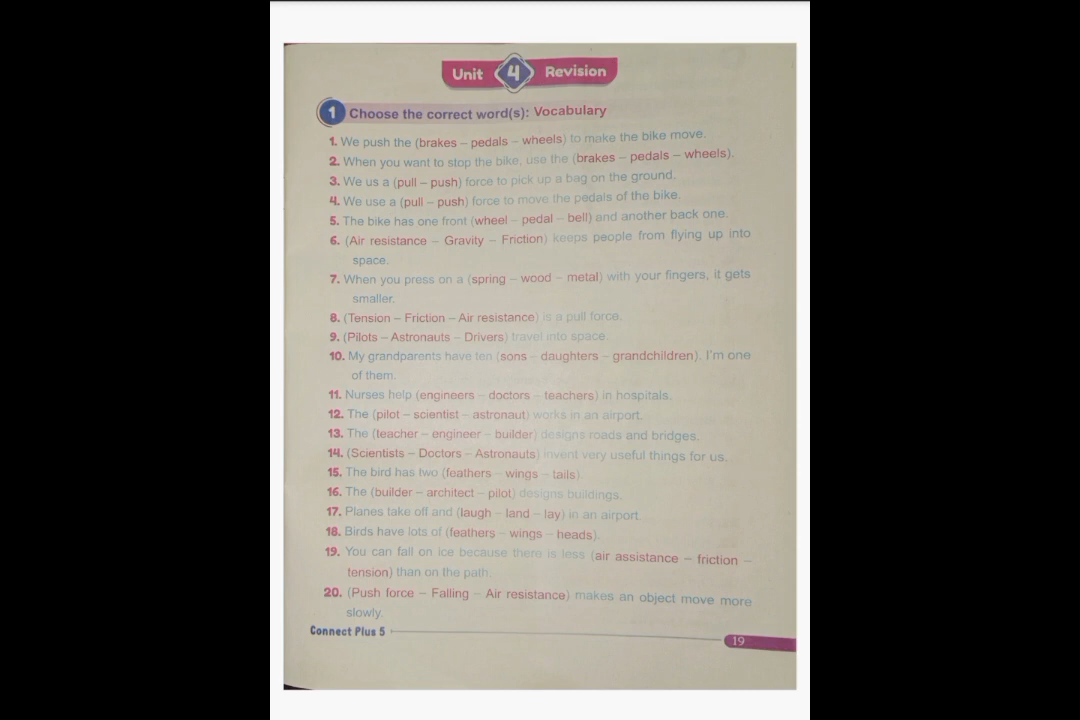 Unit 4 Revision
1 Choose the correct word(s): Vocabulary
1. We push the (brakes – pedals – wheels) to make the bike move.
2. When you want to stop the bike, use the (brakes – pedals – wheels).
3. We us a (pull – push) force to pick up a bag on the ground.
4. We use a (pull – push) force to move the pedals of the bike.
5. The bike has one front (wheel – pedal – bell) and another back one.
6. (Air resistance – Gravity – Friction) keeps people from flying up into
space.
7. When you press on a (spring – wood – metal) with your fingers, it gets
smaller.
8. (Tension – Friction – Air resistance) is a pull force.
9. (Pilots – Astronauts – Drivers) travel into space.
10. My grandparents have ten (sons – daughters – grandchildren). I'm one
of them.
11. Nurses help (engineers – doctors – teachers) in hospitals.
12. The (pilot – scientist – astronaut) works in an airport.
13. The (teacher – engineer – builder) designs roads and bridges.
14. (Scientists – Doctors – Astronauts) invent very useful things for us.
15. The bird has two (feathers – wings – tails).
16. The (builder – architect – pilot) designs buildings.
17. Planes take off and (laugh – land – lay) in an airport.
18. Birds have lots of (feathers – wings – heads).
19. You can fall on ice because there is less (air assistance – friction –
tension) than on the path.
20. (Push force – Falling – Air resistance) makes an object move more
slowly.
Connect Plus 5
19